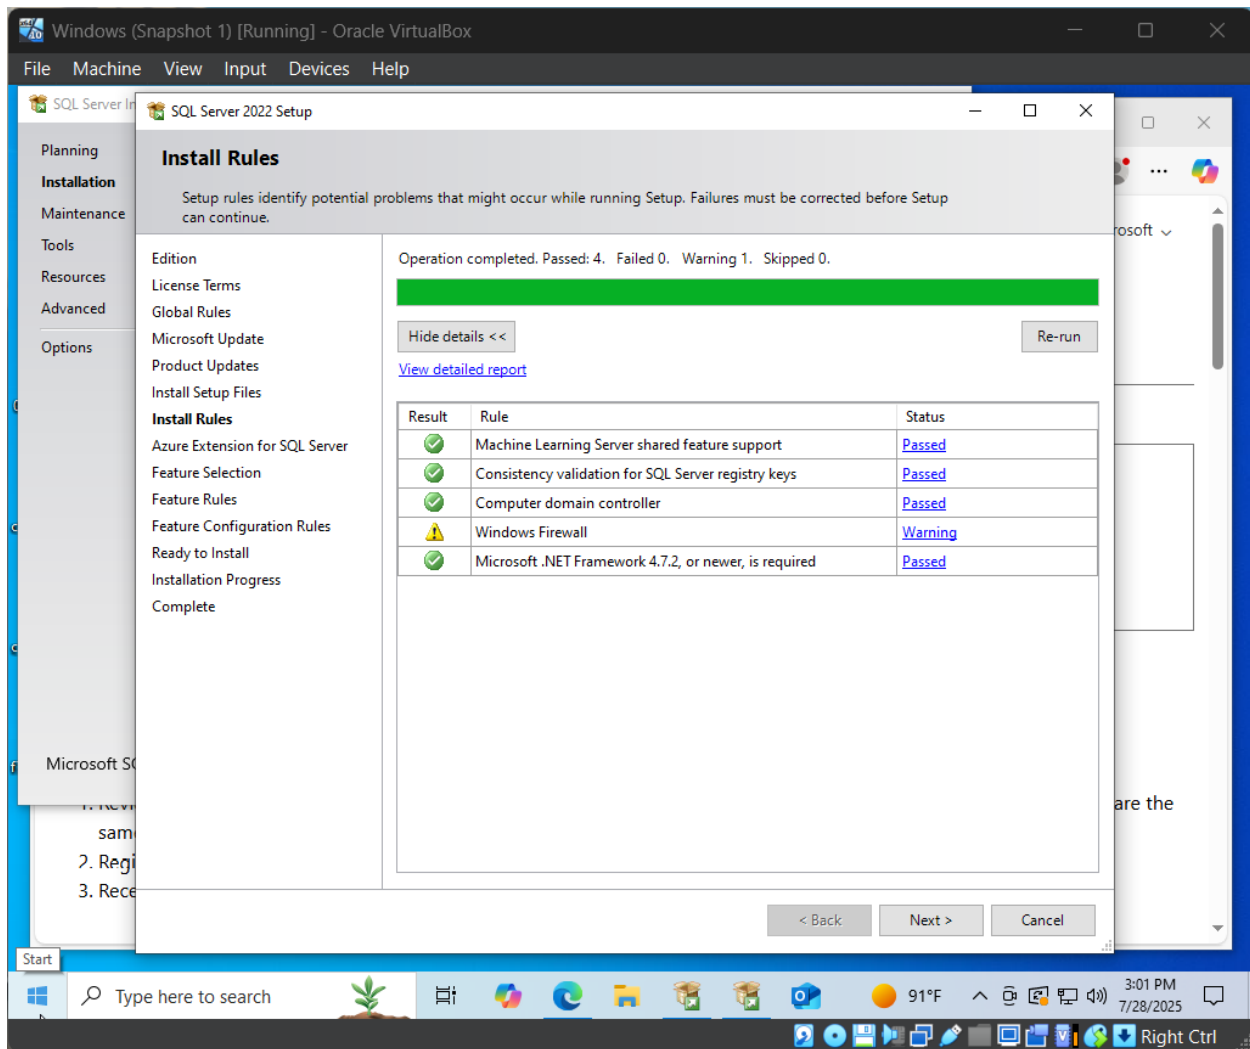 Windows (Snapshot 1) [Running] - Oracle VirtualBox
File Machine View Input Devices Help
SQL Server In
SQL Server 2022 Setup
Install Rules
Setup rules identify potential problems that might occur while running Setup. Failures must be corrected before Setup
can continue.
Planning
Installation
Maintenance
Tools
Resources
Advanced
Options
Microsoft SQ
Edition
License Terms
Global Rules
Microsoft Update
Product Updates
Install Setup Files
Install Rules
Azure Extension for SQL Server
Feature Selection
Feature Rules
Feature Configuration Rules
Ready to Install
Installation Progress
Complete
Operation completed. Passed: 4. Failed 0. Warning 1. Skipped 0.
Hide details <<
Re-run
View detailed report
Result Rule Status
Machine Learning Server shared feature support Passed
Consistency validation for SQL Server registry keys Passed
Computer domain controller Passed
Windows Firewall Warning
Microsoft .NET Framework 4.7.2, or newer, is required Passed
< Back Next > Cancel
rosoft
are the
sam
2. Regi
3. Rece
Start
Type here to search
91°F
3:01 PM
7/28/2025
Right Ctrl